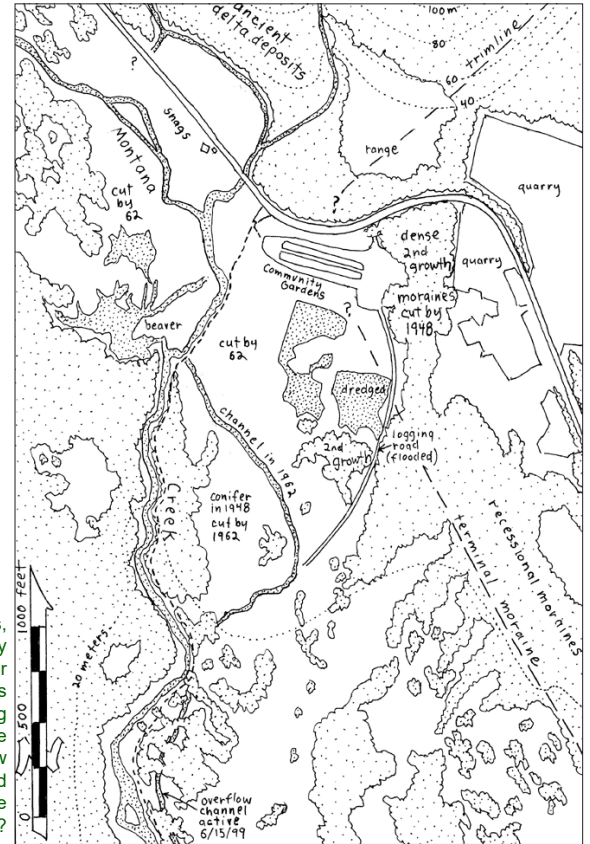 ancient
delta deposits
100m
80
60
40
trimline
?
snags
range
quarry
Montana
cut
by
62
?
dense
2nd
growth
quarry
Community
Gardens
moraines
cut by
1948
?
beaver
cut by
62
dredged
channel in 1962
2nd
growth
logging
road
(flooded)
Creek
conifer
in 1948
cut by
1962
recessional moraines
terminal moraine
1000 feet
500
0
20 meters
overflow
channel
active
6/15/99
s,
y
r
s
g
e
w
d
e
?